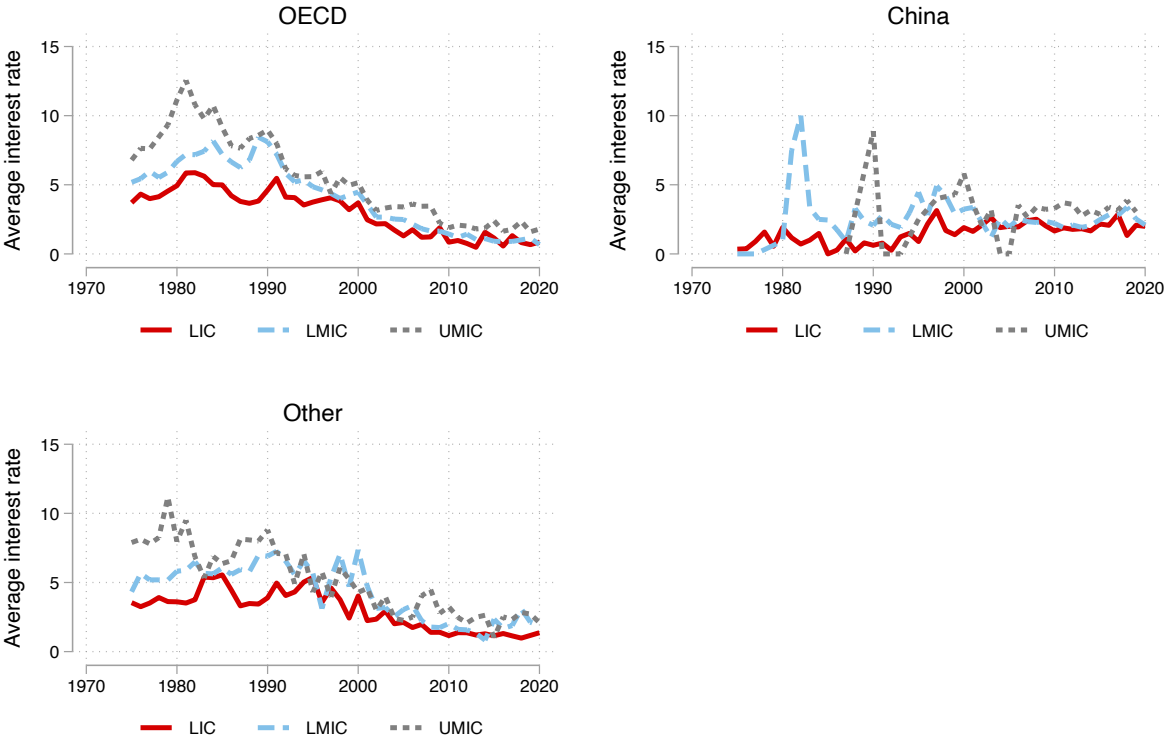 OECD
Average interest rate
15
10
5
0
1970 1980 1990 2000 2010 2020
LIC LMIC UMIC
China
Average interest rate
15
10
5
0
1970 1980 1990 2000 2010 2020
LIC LMIC UMIC
Other
Average interest rate
15
10
5
0
1970 1980 1990 2000 2010 2020
LIC LMIC UMIC